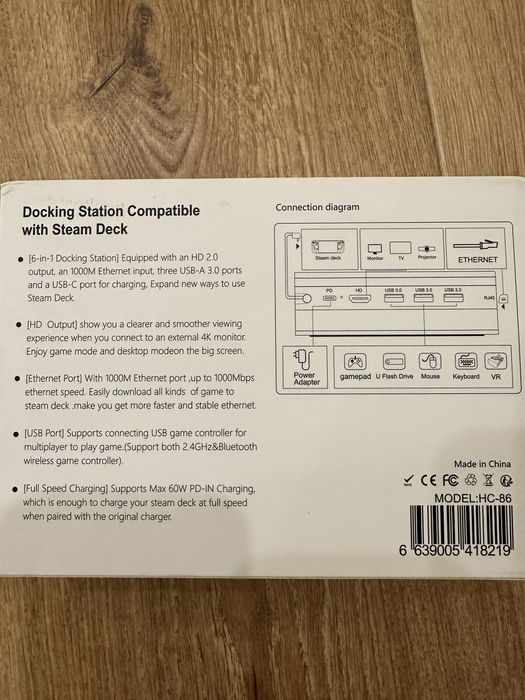 Docking Station Compatible
with Steam Deck
● [6-in-1 Docking Station] Equipped with an HD 2.0
output, an 1000M Ethernet input, three USB-A 3.0 ports
and a USB-C port for charging, Expand new ways to use
Steam Deck.
● [HD Output] show you a clearer and smoother viewing
experience when you connect to an external 4K monitor.
Enjoy game mode and desktop modeon the big screen.
● [Ethernet Port] With 1000M Ethernet port ,up to 1000Mbps
ethernet speed. Easily download all kinds of game to
steam deck .make you get more faster and stable ethernet.
● [USB Port] Supports connecting USB game controller for
multiplayer to play game.(Support both 2.4GHz&Bluetooth
wireless game controller).
● [Full Speed Charging] Supports Max 60W PD-IN Charging,
which is enough to charge your steam deck at full speed
when paired with the original charger.
Connection diagram
Steam deck
Monitor TV Projector
ETHERNET
PD HD USB 3.0 USB 3.0 USB 3.0 RJ45
Power
Adapter
gamepad U Flash Drive Mouse Keyboard VR
Made in China
CE FC
MODEL:HC-86
6 639005 418219